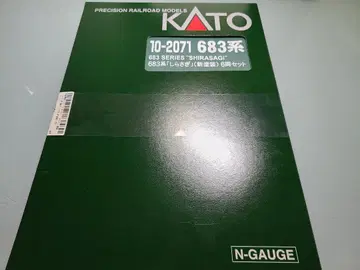 PRECISION RAILROAD MODELS
KATO
10-2071 683系
683 SERIES "SHIRASAGI"
683系「しらさぎ」(新塗装) 6両セット
N-GAUGE